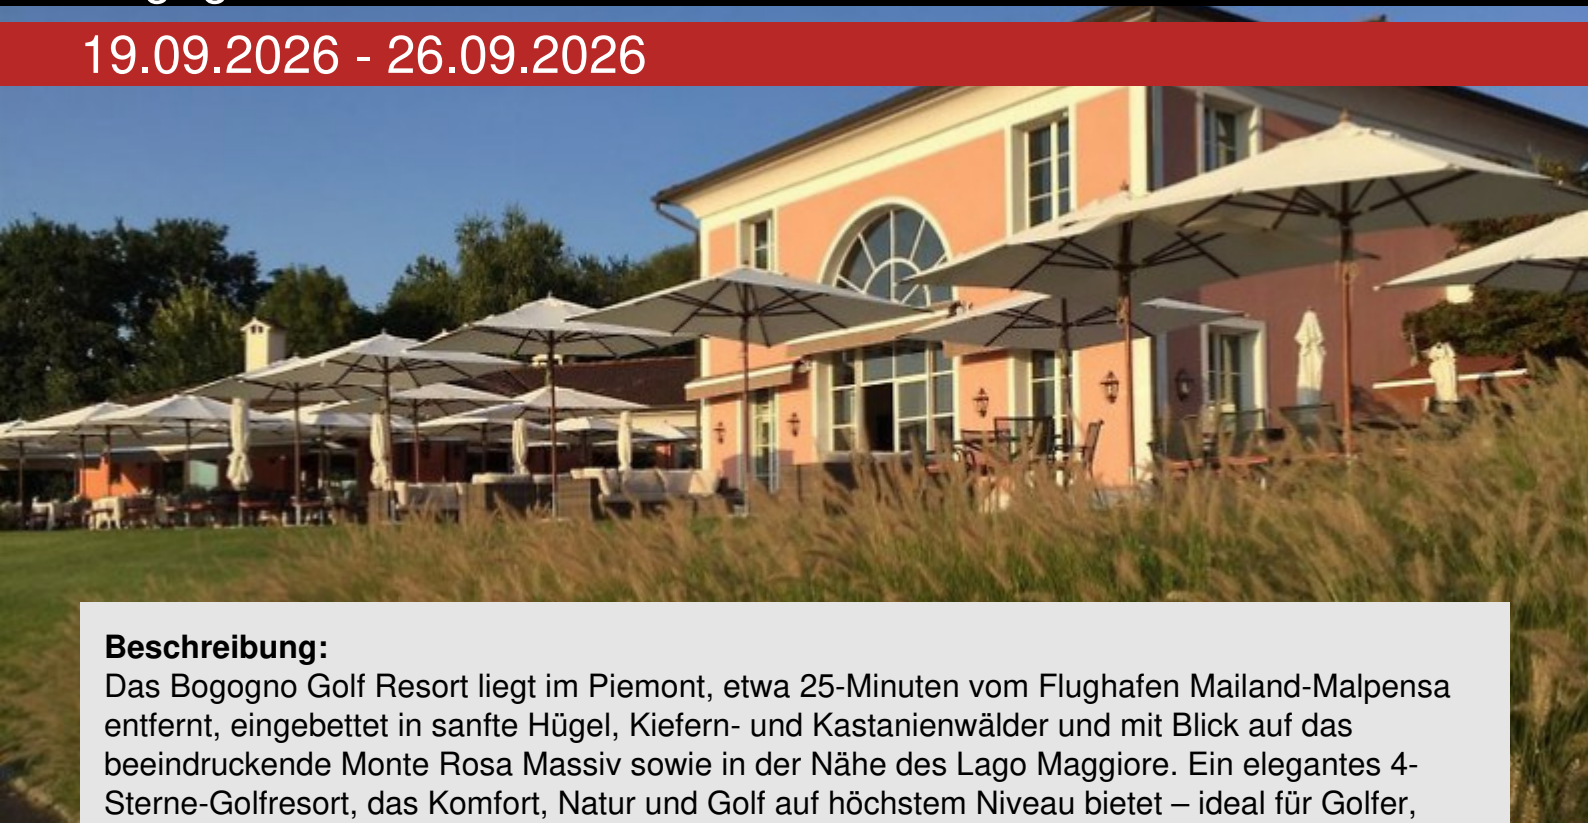 19.09.2026 - 26.09.2026
Beschreibung:
Das Bogogno Golf Resort liegt im Piemont, etwa 25-Minuten vom Flughafen Mailand-Malpensa
entfernt, eingebettet in sanfte Hügel, Kiefern- und Kastanienwälder und mit Blick auf das
beeindruckende Monte Rosa Massiv sowie in der Nähe des Lago Maggiore. Ein elegantes 4-
Sterne-Golfresort, das Komfort, Natur und Golf auf höchstem Niveau bietet – ideal für Golfer,